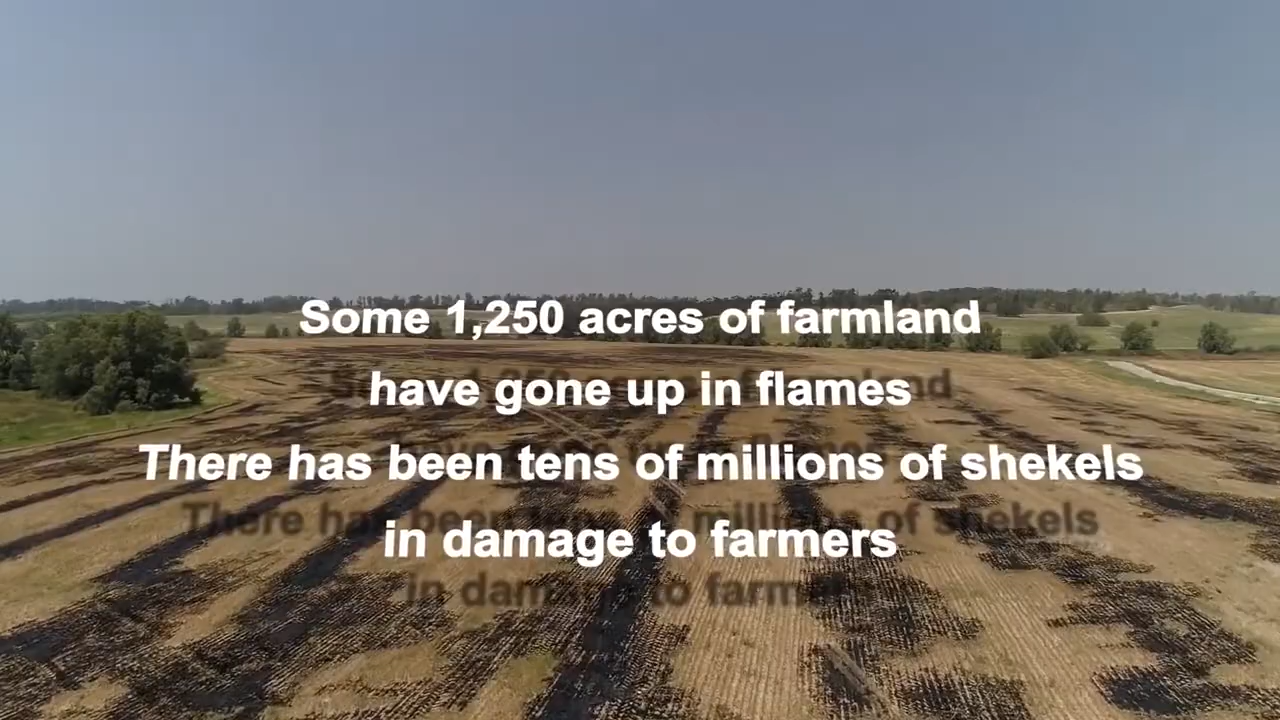 Some 1,250 acres of farmland
have gone up in flames
There has been tens of millions of shekels
in damage to farmers